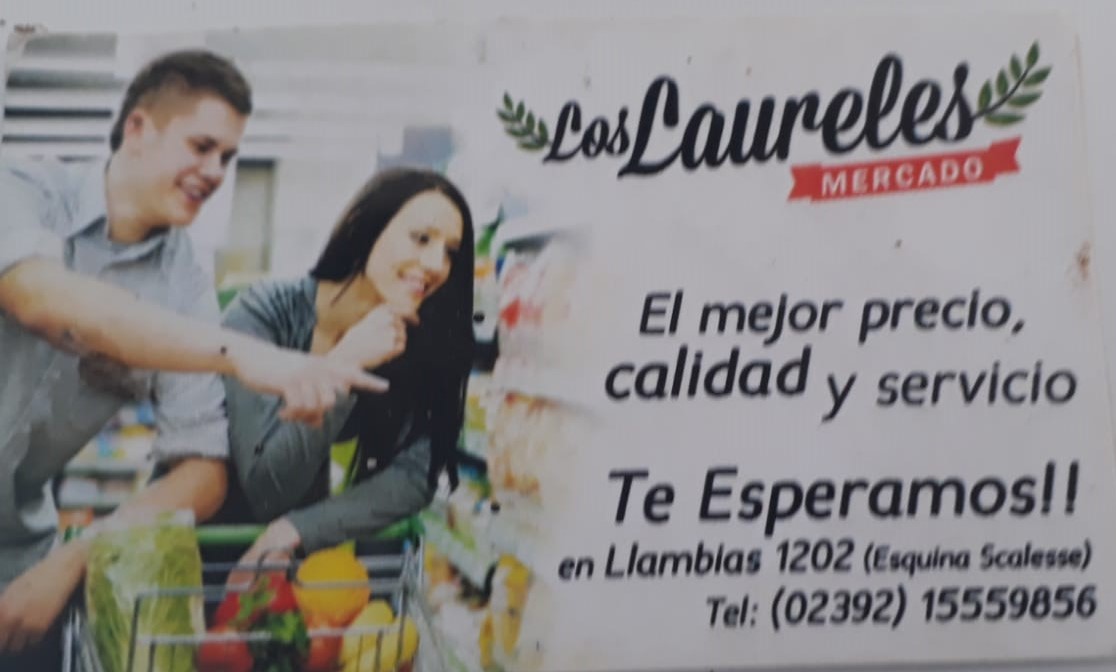 Los Laureles
MERCADO
El mejor precio,
calidad y servicio
Te Esperamos!!
en Llambias 1202 (Esquina Scalesse)
Tel: (02392) 15559856